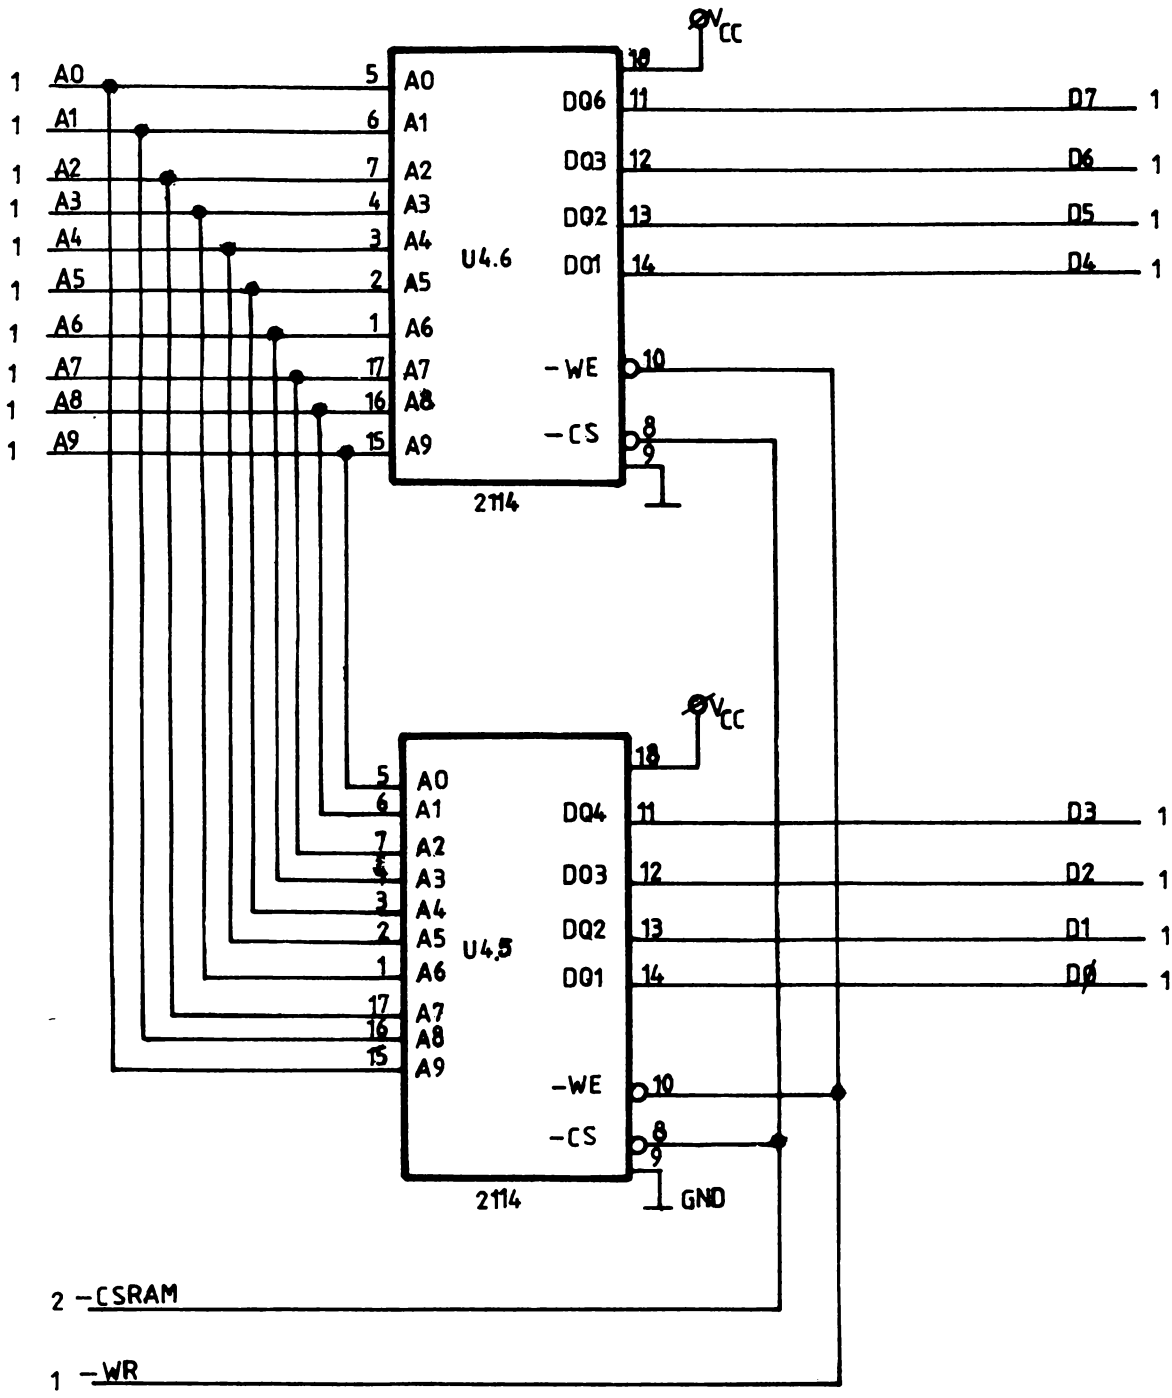 VCC
18
1 A0 5 A0 DQ6 11 D7 1
1 A1 6 A1
1 A2 7 A2 DQ3 12 D6 1
1 A3 4 A3 DQ2 13 D5 1
1 A4 3 A4 U4.6 DQ1 14 D4 1
1 A5 2 A5
1 A6 1 A6
1 A7 17 A7 -WE 10
1 A8 16 A8
1 A9 15 A9 -CS 8
9
2114
VCC
18
5 A0
6 A1 DQ4 11 D3 1
7 A2
A3 DQ3 12 D2 1
3 A4
2 A5 U4.5 DQ2 13 D1 1
1 A6 DQ1 14 DØ 1
17 A7
16 A8
15 A9
-WE 10
-CS 8
9
2114 GND
2 -CSRAM
1 -WR